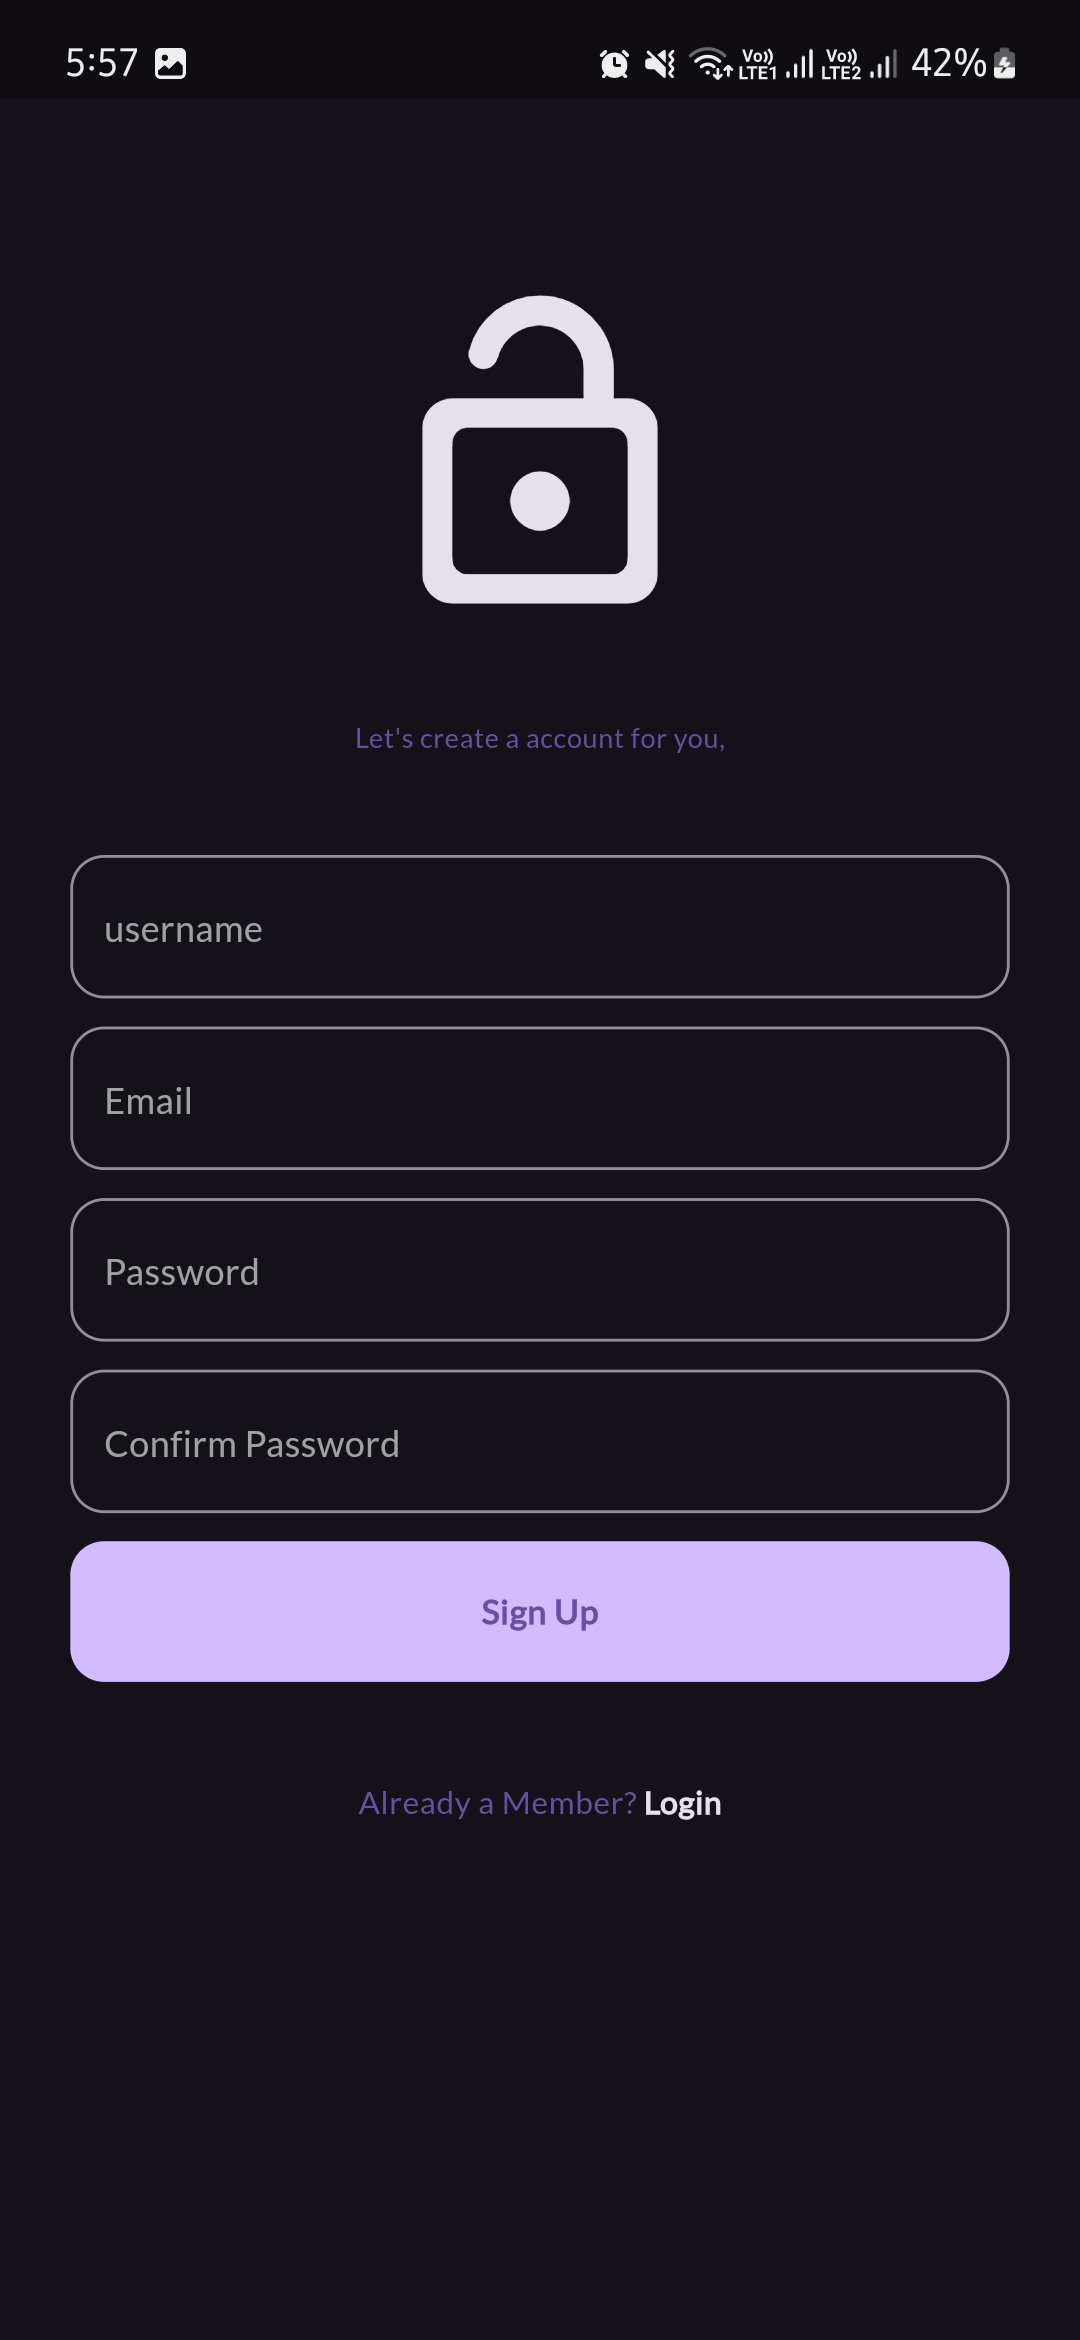 5:57 Vo)) LTE1 Vo)) LTE2 42%
Let's create a account for you,
username
Email
Password
Confirm Password
Sign Up
Already a Member? Login